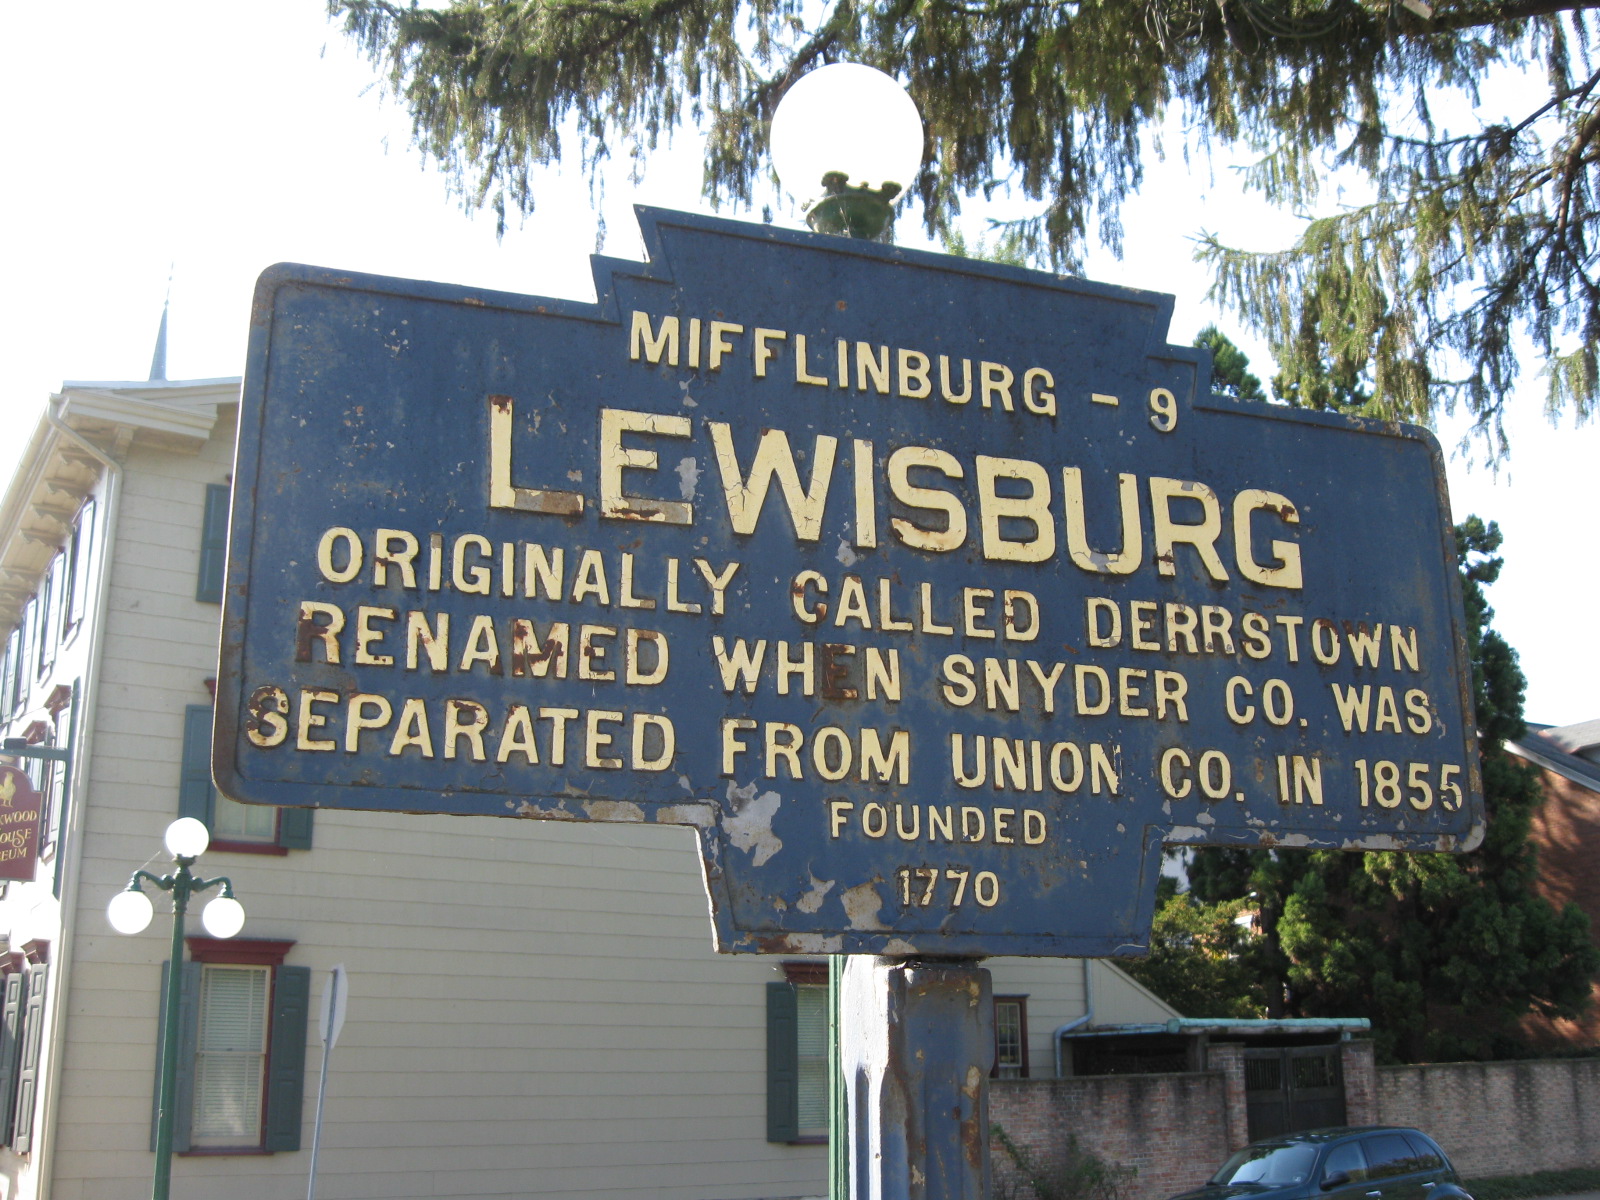 MIFFLINBURG - 9
LEWISBURG
ORIGINALLY CALLED DERRSTOWN
RENAMED WHEN SNYDER CO. WAS
SEPARATED FROM UNION CO. IN 1855
FOUNDED
1770